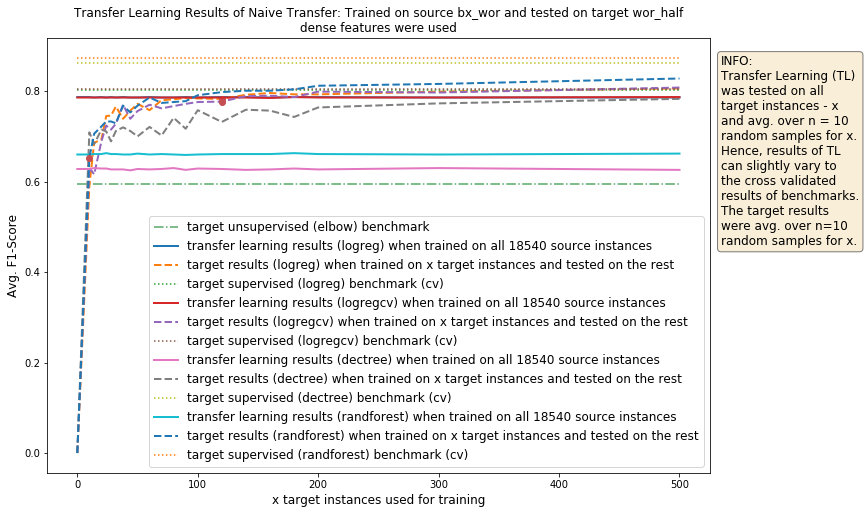 Transfer Learning Results of Naive Transfer: Trained on source bx_wor and tested on target wor_half
dense features were used
INFO:
Transfer Learning (TL)
was tested on all
target instances - x
and avg. over n = 10
random samples for x.
Hence, results of TL
can slightly vary to
the cross validated
results of benchmarks.
The target results
were avg. over n=10
random samples for x.
Avg. F1-Score
0.8
0.6
0.4
0.2
0.0
target unsupervised (elbow) benchmark
transfer learning results (logreg) when trained on all 18540 source instances
target results (logreg) when trained on x target instances and tested on the rest
target supervised (logreg) benchmark (cv)
transfer learning results (logregcv) when trained on all 18540 source instances
target results (logregcv) when trained on x target instances and tested on the rest
target supervised (logregcv) benchmark (cv)
transfer learning results (dectree) when trained on all 18540 source instances
target results (dectree) when trained on x target instances and tested on the rest
target supervised (dectree) benchmark (cv)
transfer learning results (randforest) when trained on all 18540 source instances
target results (randforest) when trained on x target instances and tested on the rest
target supervised (randforest) benchmark (cv)
0 100 200 300 400 500
x target instances used for training